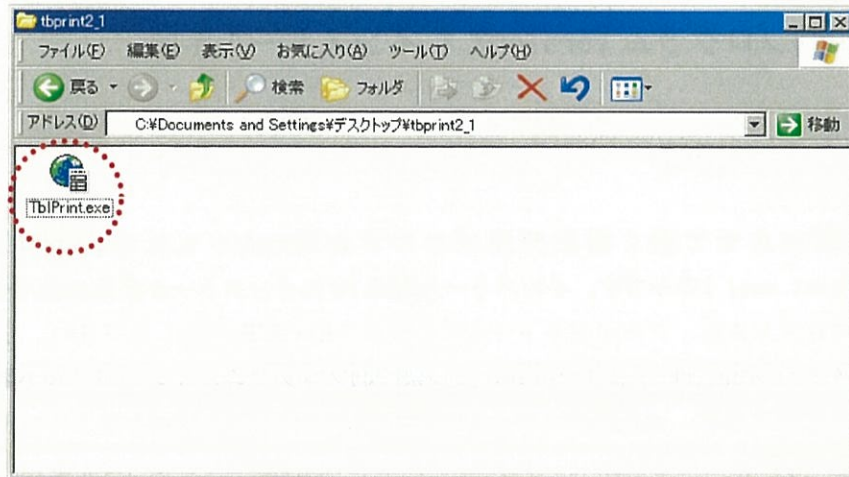 tbprint2_1
ファイル(F) 編集(E) 表示(V) お気に入り(A) ツール(T) ヘルプ(H)
戻る 検索 フォルダ
アドレス(D) C:¥Documents and Settings¥デスクトップ¥tbprint2_1 移動
TblPrint.exe